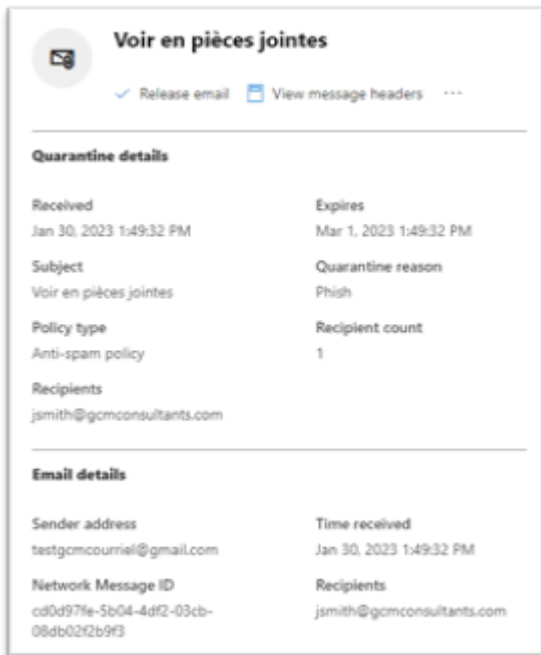 Voir en pièces jointes
Release email View message headers ...
Quarantine details
Received Expires
Jan 30, 2023 1:49:32 PM Mar 1, 2023 1:49:32 PM
Subject Quarantine reason
Voir en pièces jointes Phish
Policy type Recipient count
Anti-spam policy 1
Recipients
jsmith@gcmconsultants.com
Email details
Sender address Time received
testgcmcourriel@gmail.com Jan 30, 2023 1:49:32 PM
Network Message ID Recipients
cd0d97fe-5b04-4df2-03cb- jsmith@gcmconsultants.com
08db02f2b9f3